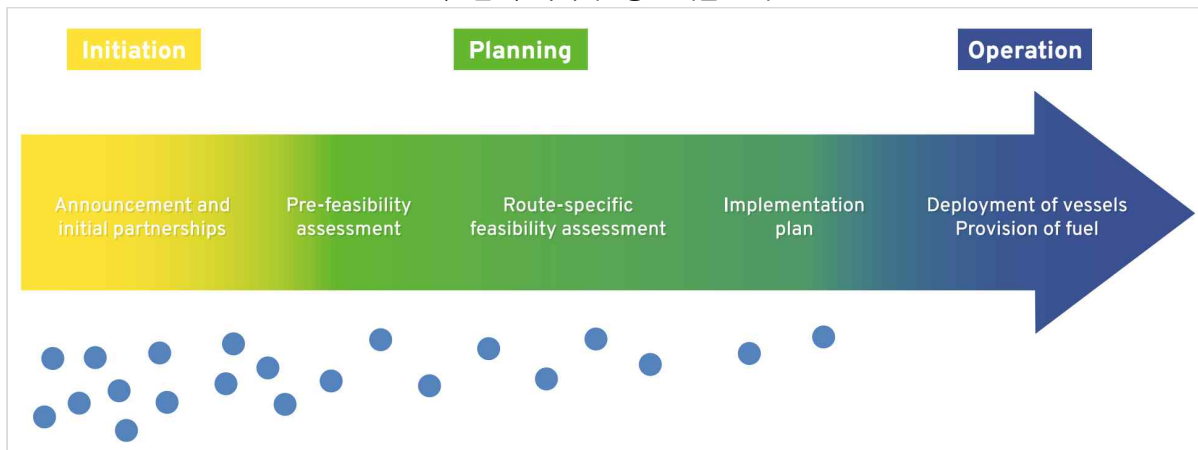 Initiation
Planning
Operation
Announcement and
initial partnerships
Pre-feasibility
assessment
Route-specific
feasibility assessment
Implementation
plan
Deployment of vessels
Provision of fuel